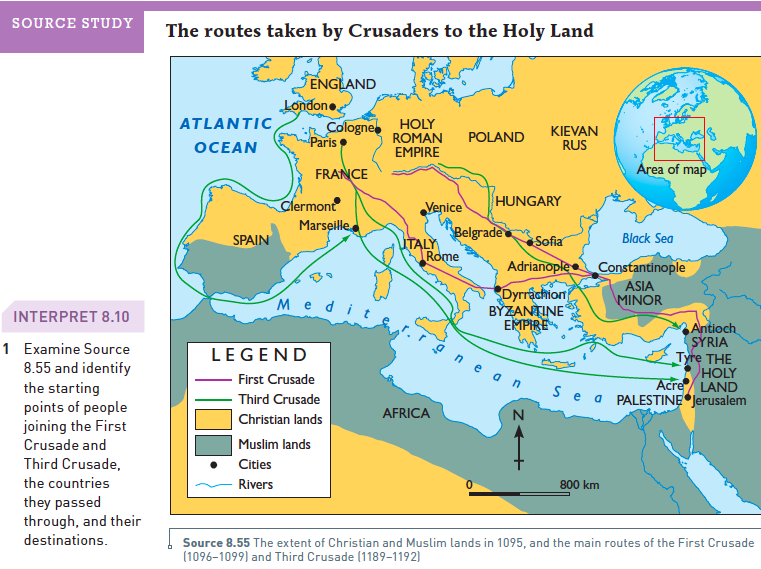 SOURCE STUDY
The routes taken by Crusaders to the Holy Land
ENGLAND
London
ATLANTIC
OCEAN
Cologne
Paris
HOLY
ROMAN
EMPIRE
POLAND
KIEVAN
RUS
Area of map
FRANCE
Clermont
Venice
HUNGARY
Marseille
Belgrade
Sofia
Black Sea
SPAIN
ITALY
Rome
Adrianople
Constantinople
ASIA
MINOR
Dyrrachion
BYZANTINE
EMPIRE
Mediterranean Sea
Antioch
SYRIA
Tyre
THE
HOLY
LAND
Acre
PALESTINE
Jerusalem
AFRICA
N
0 800 km
LEGEND
First Crusade
Third Crusade
Christian lands
Muslim lands
Cities
Rivers
INTERPRET 8.10
1 Examine Source
8.55 and identify
the starting
points of people
joining the First
Crusade and
Third Crusade,
the countries
they passed
through, and their
destinations.
Source 8.55 The extent of Christian and Muslim lands in 1095, and the main routes of the First Crusade
(1096–1099) and Third Crusade (1189–1192)